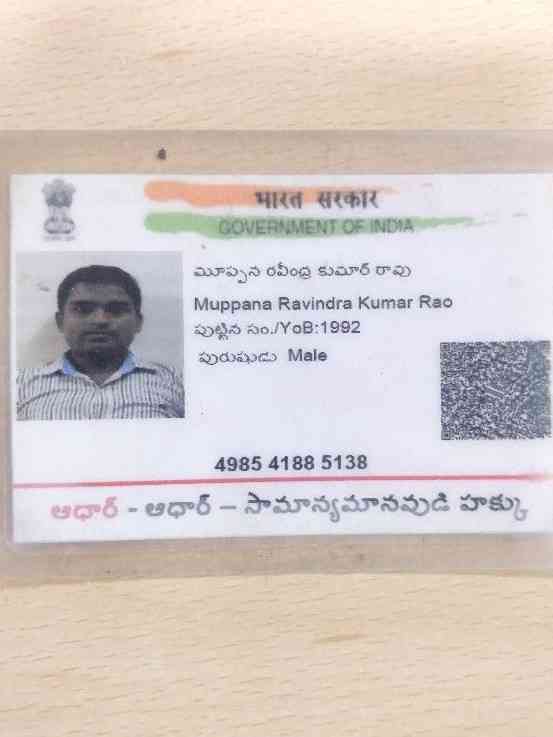 भारत सरकार
GOVERNMENT OF INDIA
మూప్పన రవీంద్ర కుమార్ రావు
Muppana Ravindra Kumar Rao
పుట్టిన సం./YoB:1992
పురుషుడు Male
4985 4188 5138
ఆధార్ - ఆధార్ – సామాన్యమానవుడి హక్కు